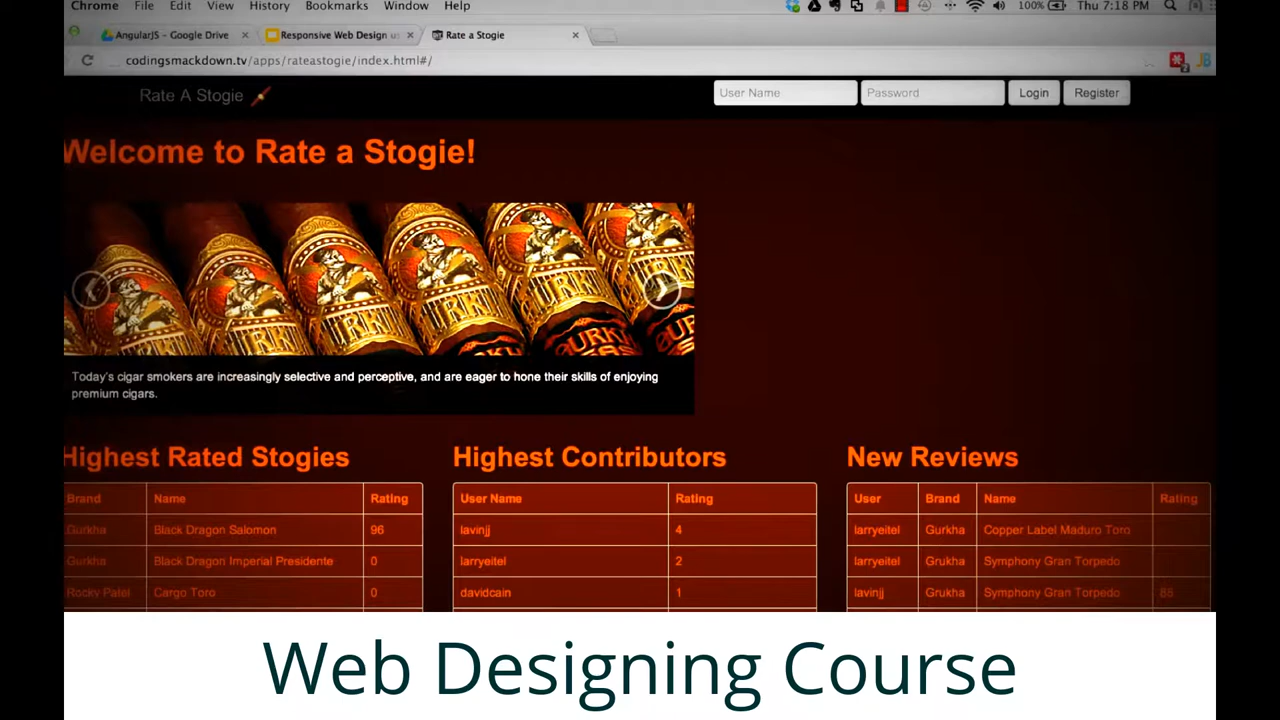 Chrome File Edit View History Bookmarks Window Help 100% Thu 7:18 PM
AngularJS - Google Drive Responsive Web Design us Rate a Stogie
codingsmackdown.tv/apps/rateastogie/index.html#/
Rate A Stogie User Name Password Login Register
Welcome to Rate a Stogie!
Today's cigar smokers are increasingly selective and perceptive, and are eager to hone their skills of enjoying
premium cigars.
Highest Rated Stogies Highest Contributors New Reviews
Brand Name Rating User Name Rating User Brand Name Rating
Gurkha Black Dragon Salomon 96 lavinjj 4 larryeitel Gurkha Copper Label Maduro Toro
Gurkha Black Dragon Imperial Presidente 0 larryeitel 2 larryeitel Grukha Symphony Gran Torpedo
Rocky Patel Cargo Toro 0 davidcain 1 lavinjj Grukha Symphony Gran Torpedo 88
Web Designing Course